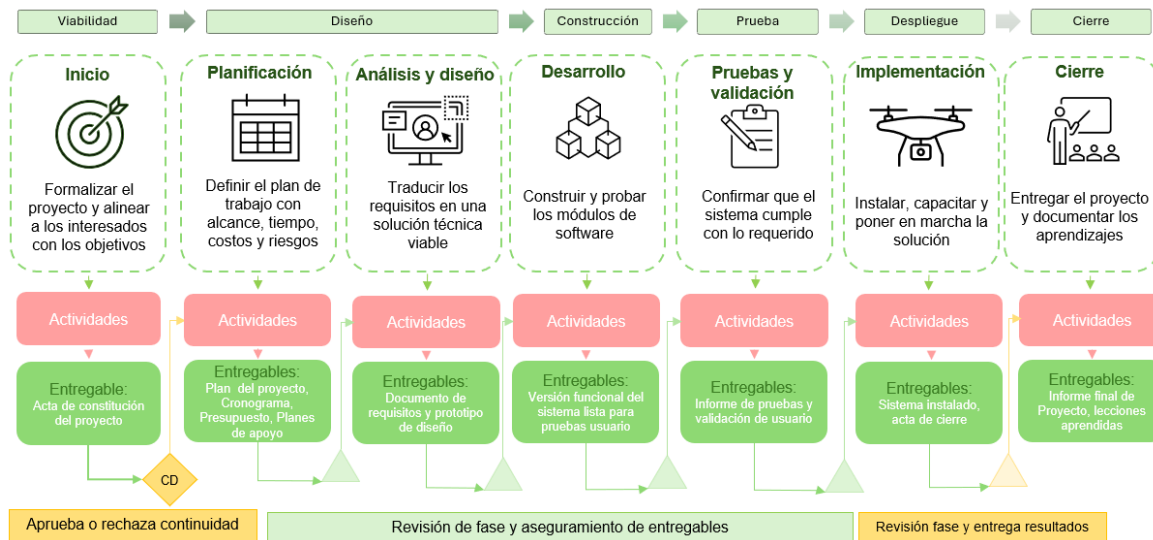 Viabilidad
Diseño
Construcción
Prueba
Despliegue
Cierre
Inicio
Formalizar el
proyecto y alinear
a los interesados
con los objetivos
Planificación
Definir el plan de
trabajo con
alcance, tiempo,
costos y riesgos
Análisis y diseño
Traducir los
requisitos en una
solución técnica
viable
Desarrollo
Construir y probar
los módulos de
software
Pruebas y
validación
Confirmar que el
sistema cumple
con lo requerido
Implementación
Instalar, capacitar y
poner en marcha la
solución
Cierre
Entregar el proyecto
y documentar los
aprendizajes
Actividades
Actividades
Actividades
Actividades
Actividades
Actividades
Actividades
Entregable:
Acta de constitución
del proyecto
Entregables:
Plan del proyecto,
Cronograma,
Presupuesto, Planes
de apoyo
Entregables:
Documento de
requisitos y prototipo
de diseño
Entregables:
Versión funcional del
sistema lista para
pruebas usuario
Entregables:
Informe de pruebas y
validación de usuario
Entregables:
Sistema instalado,
acta de cierre
Entregables:
Informe final de
Proyecto, lecciones
aprendidas
CD
Aprueba o rechaza continuidad
Revisión de fase y aseguramiento de entregables
Revisión fase y entrega resultados